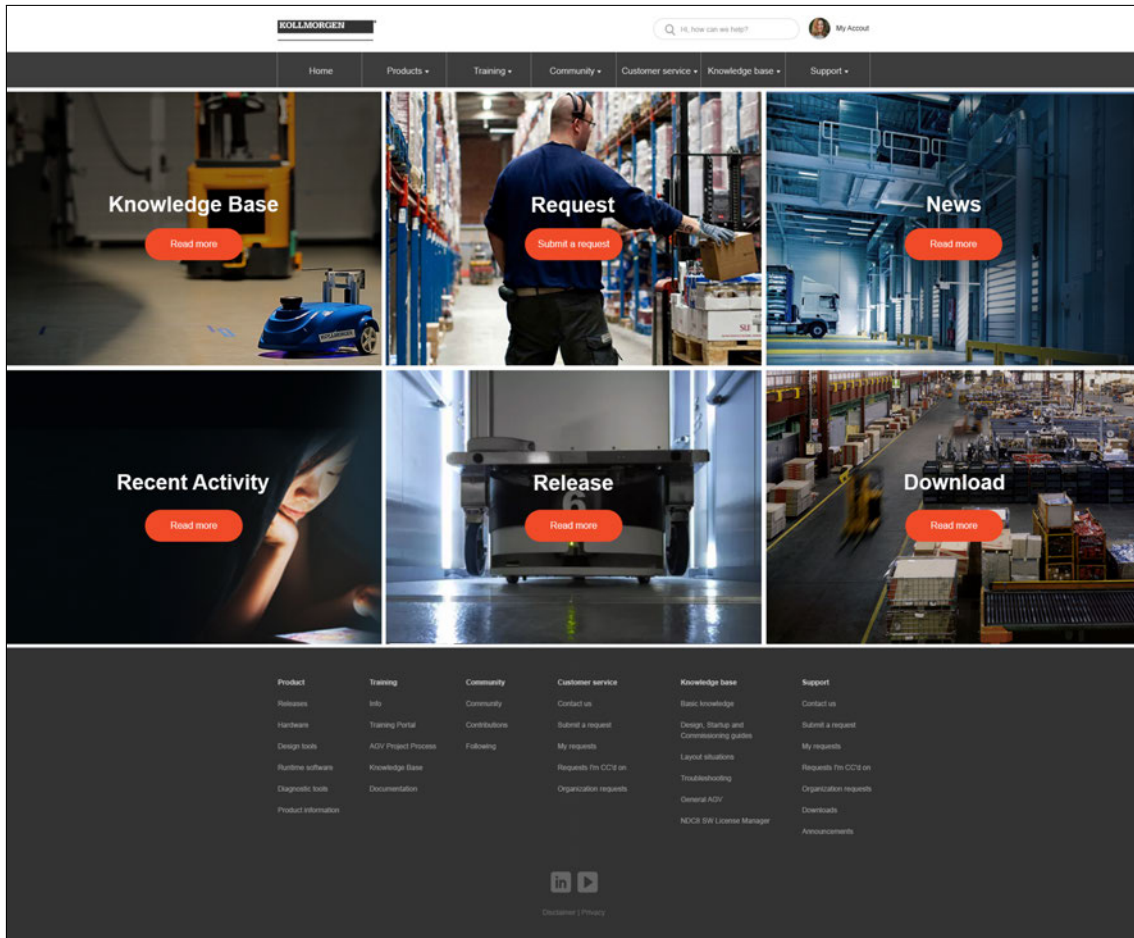 KOLLMORGEN
Hi, how can we help?
My Accout
Home
Products
Training
Community
Customer service
Knowledge base
Support
Knowledge Base
Read more
KOLLMORGEN
Request
Submit a request
News
Read more
Recent Activity
Read more
6
Release
Read more
Download
Read more
Product
Releases
Hardware
Design tools
Runtime software
Diagnostic tools
Product information
Training
Info
Training Portal
AGV Project Process
Knowledge Base
Documentation
Community
Community
Contributions
Following
Customer service
Contact us
Submit a request
My requests
Requests I'm CC'd on
Organization requests
Knowledge base
Basic knowledge
Design, Startup and
Commissioning guides
Layout situations
Troubleshooting
General AGV
NDC8 SW License Manager
Support
Contact us
Submit a request
My requests
Requests I'm CC'd on
Organization requests
Downloads
Announcements
in
Disclaimer | Privacy